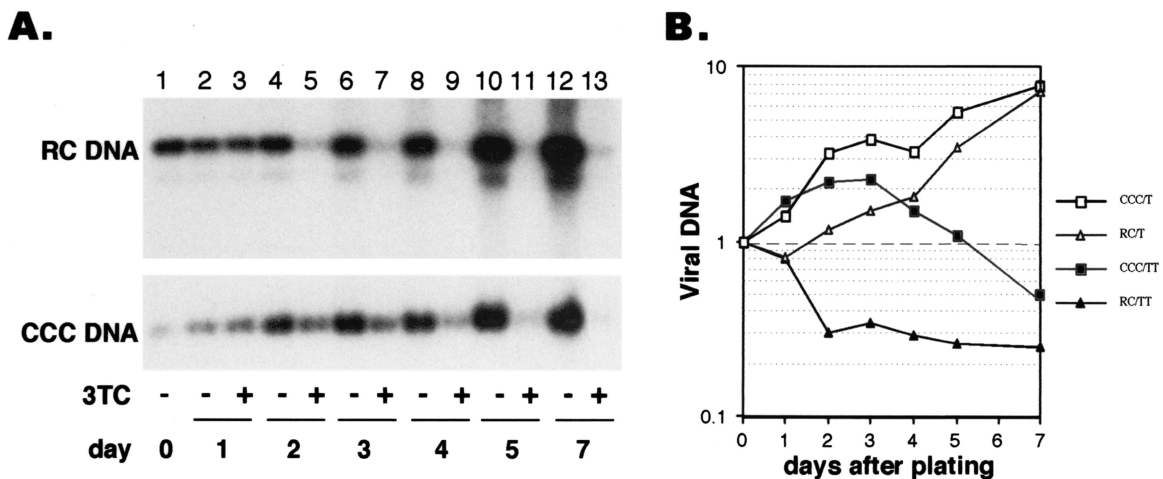 A.
1 2 3 4 5 6 7 8 9 10 11 12 13
RC DNA
CCC DNA
3TC - - + - + - + - + - + - +
day 0 1 2 3 4 5 7
B.
10
1
0.1
Viral DNA
0 1 2 3 4 5 6 7
days after plating
CCC/T
RC/T
CCC/TT
RC/TT